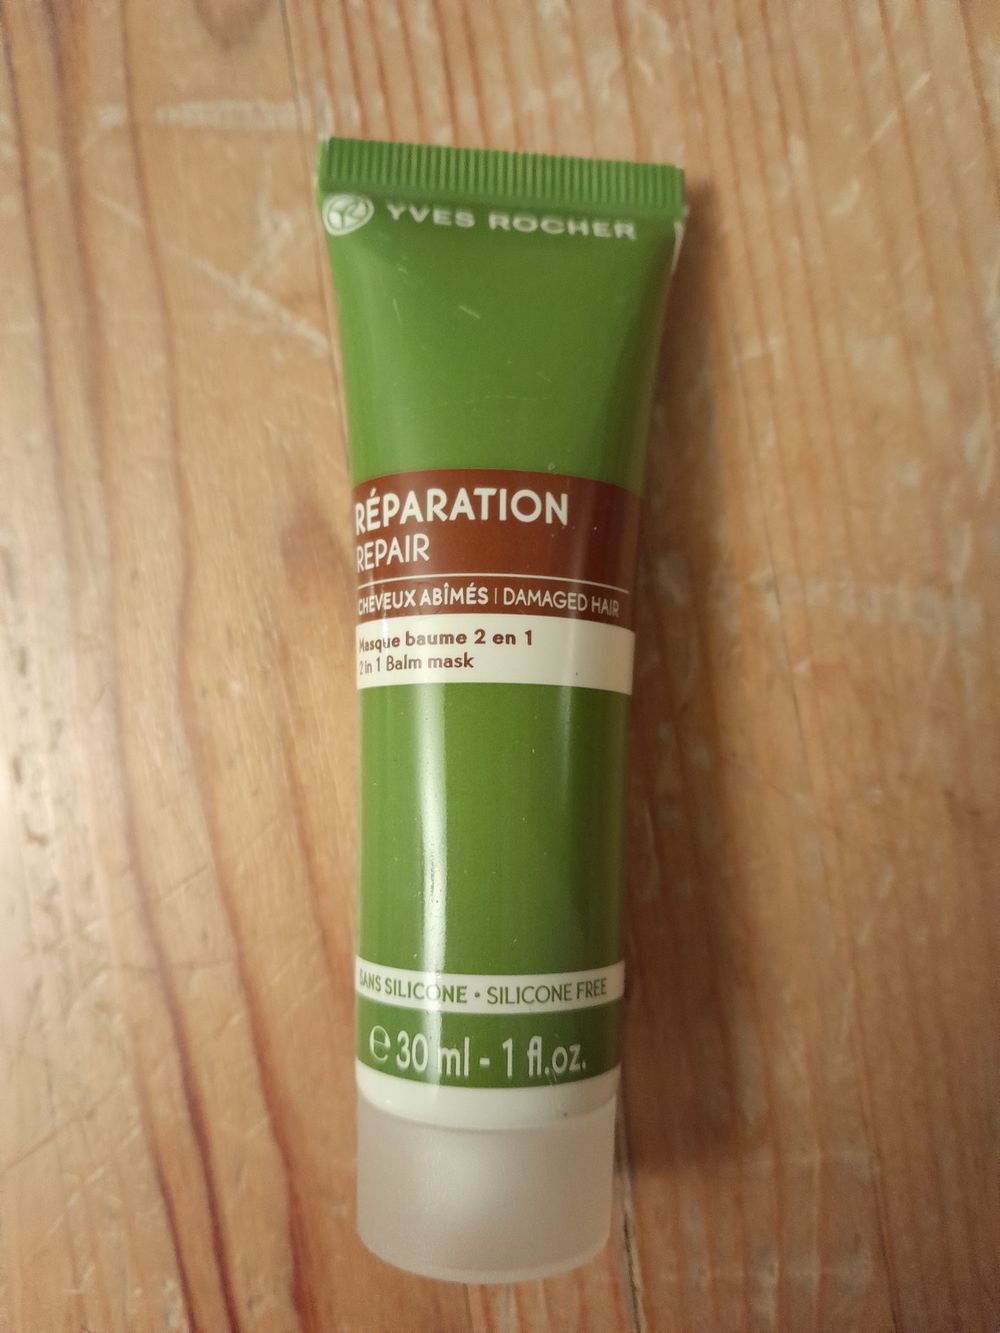 YVES ROCHER
RÉPARATION
REPAIR
CHEVEUX ABÎMÉS | DAMAGED HAIR
Masque baume 2 en 1
2 in 1 Balm mask
SANS SILICONE • SILICONE FREE
℮ 30 ml - 1 fl.oz.